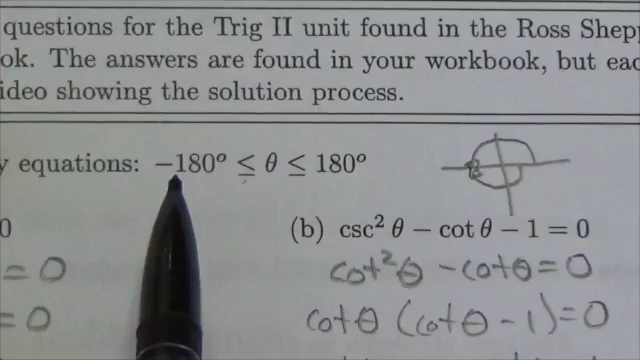 questions for the Trig II unit found in the Ross Shepp
ok. The answers are found in your workbook, but eac
ideo showing the solution process.
y equations: −180° ≤ θ ≤ 180°
0
(b) csc² θ − cot θ − 1 = 0
= 0
cot²θ − cotθ = 0
= 0
cotθ (cotθ − 1) = 0